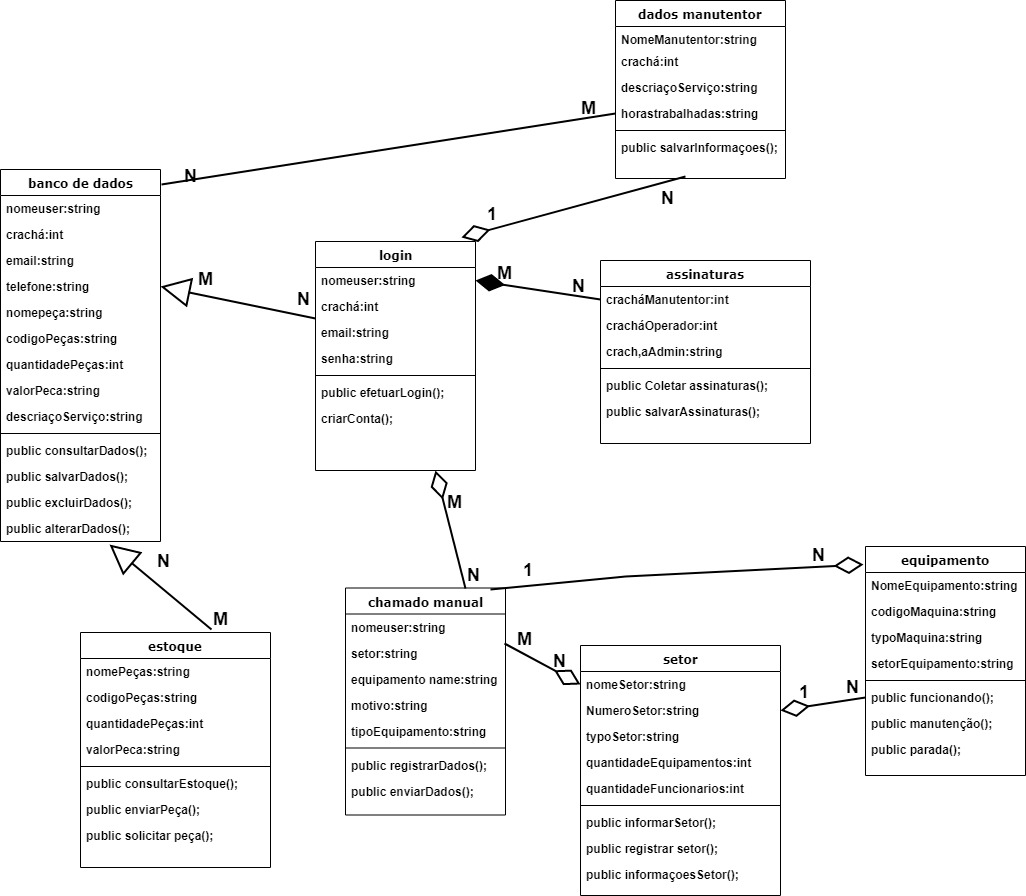 dados manutentor
NomeManutentor:string
crachá:int
descriaçoServiço:string
horastrabalhadas:string
public salvarInformaçoes();
M
N
banco de dados
nomeuser:string
crachá:int
email:string
telefone:string
nomepeça:string
codigoPeças:string
quantidadePeças:int
valorPeca:string
descriaçoServiço:string
public consultarDados();
public salvarDados();
public excluirDados();
public alterarDados();
1
N
M
N
login
nomeuser:string
crachá:int
email:string
senha:string
public efetuarLogin();
criarConta();
M
N
assinaturas
cracháManutentor:int
cracháOperador:int
crach,aAdmin:string
public Coletar assinaturas();
public salvarAssinaturas();
M
N
N
M
estoque
nomePeças:string
codigoPeças:string
quantidadePeças:int
valorPeca:string
public consultarEstoque();
public enviarPeça();
public solicitar peça();
chamado manual
nomeuser:string
setor:string
equipamento name:string
motivo:string
tipoEquipamento:string
public registrarDados();
public enviarDados();
1
N
M
N
setor
nomeSetor:string
NumeroSetor:string
typoSetor:string
quantidadeEquipamentos:int
quantidadeFuncionarios:int
public informarSetor();
public registrar setor();
public informaçoesSetor();
1
N
equipamento
NomeEquipamento:string
codigoMaquina:string
typoMaquina:string
setorEquipamento:string
public funcionando();
public manutenção();
public parada();